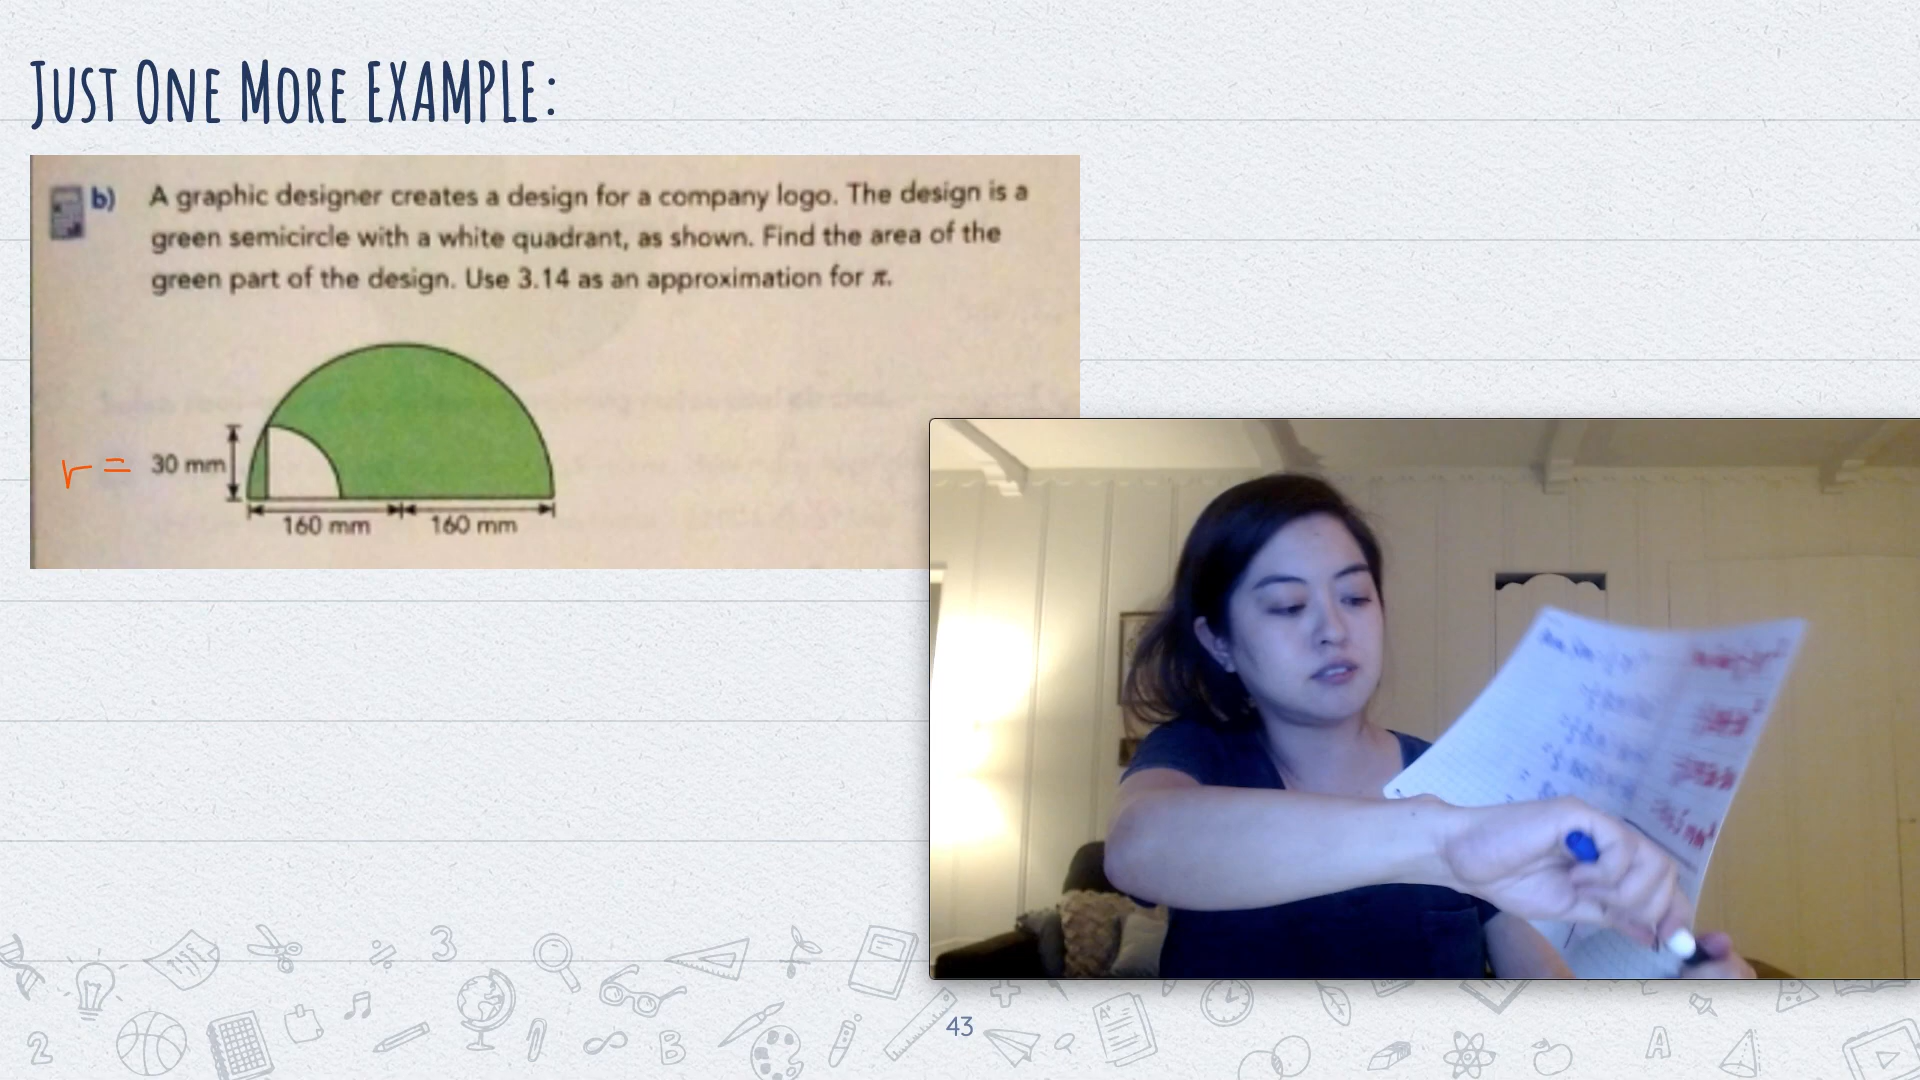 JUST ONE MORE EXAMPLE:
b) A graphic designer creates a design for a company logo. The design is a
green semicircle with a white quadrant, as shown. Find the area of the
green part of the design. Use 3.14 as an approximation for π.
r = 30 mm
160 mm 160 mm
43